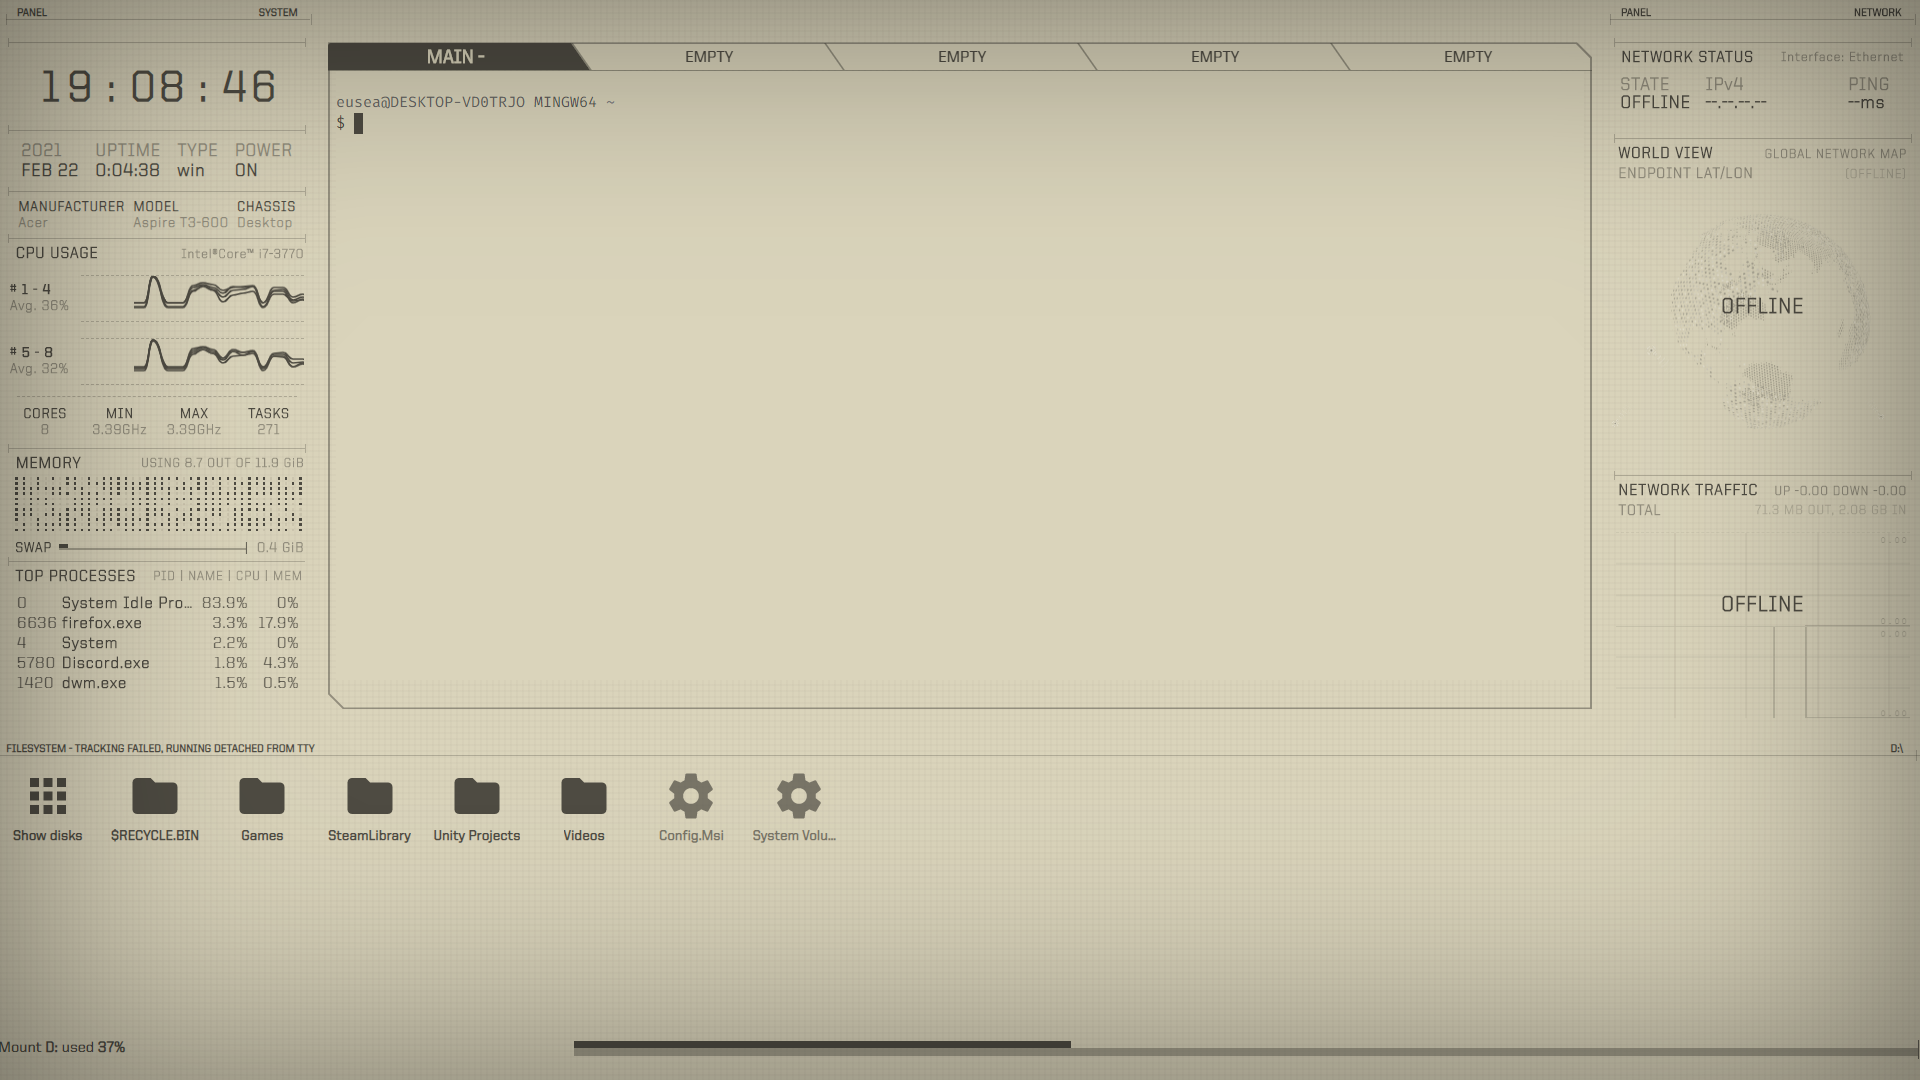 PANEL SYSTEM
19:08:46
2021 UPTIME TYPE POWER
FEB 22 0:04:38 win ON
MANUFACTURER MODEL CHASSIS
Acer Aspire T3-600 Desktop
CPU USAGE Intel®Core™ i7-3770
# 1 - 4
Avg. 36%
# 5 - 8
Avg. 32%
CORES MIN MAX TASKS
8 3.39GHz 3.39GHz 271
MEMORY USING 8.7 OUT OF 11.9 GiB
SWAP 0.4 GiB
TOP PROCESSES PID | NAME | CPU | MEM
0 System Idle Pro... 83.9% 0%
6636 firefox.exe 3.3% 17.9%
4 System 2.2% 0%
5780 Discord.exe 1.8% 4.3%
1420 dwm.exe 1.5% 0.5%
MAIN - EMPTY EMPTY EMPTY EMPTY
eusea@DESKTOP-VD0TRJO MINGW64 ~
$
PANEL NETWORK
NETWORK STATUS Interface: Ethernet
STATE IPv4 PING
OFFLINE --.--.--.-- --ms
WORLD VIEW GLOBAL NETWORK MAP
ENDPOINT LAT/LON (OFFLINE)
OFFLINE
NETWORK TRAFFIC UP -0.00 DOWN -0.00
TOTAL 71.3 MB OUT, 2.08 GB IN
0.00
OFFLINE
0.00
0.00
0.00
FILESYSTEM - TRACKING FAILED, RUNNING DETACHED FROM TTY D:\
Show disks $RECYCLE.BIN Games SteamLibrary Unity Projects Videos Config.Msi System Volu...
Mount D: used 37%